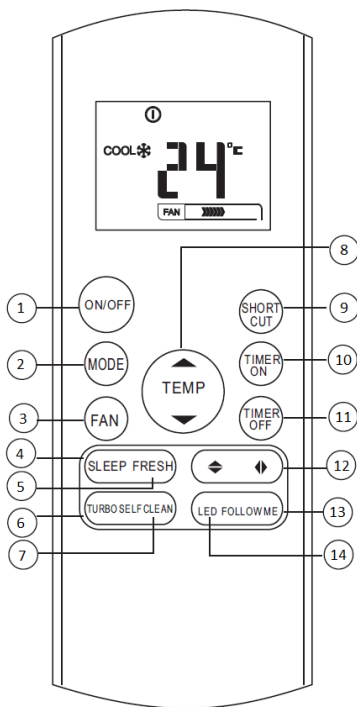 COOL 24°C
FAN
8
1 ON/OFF SHORT CUT 9
2 MODE TEMP TIMER ON 10
3 FAN TIMER OFF 11
4 SLEEP FRESH 12
5
6 TURBO SELF CLEAN LED FOLLOW ME 13
7 14